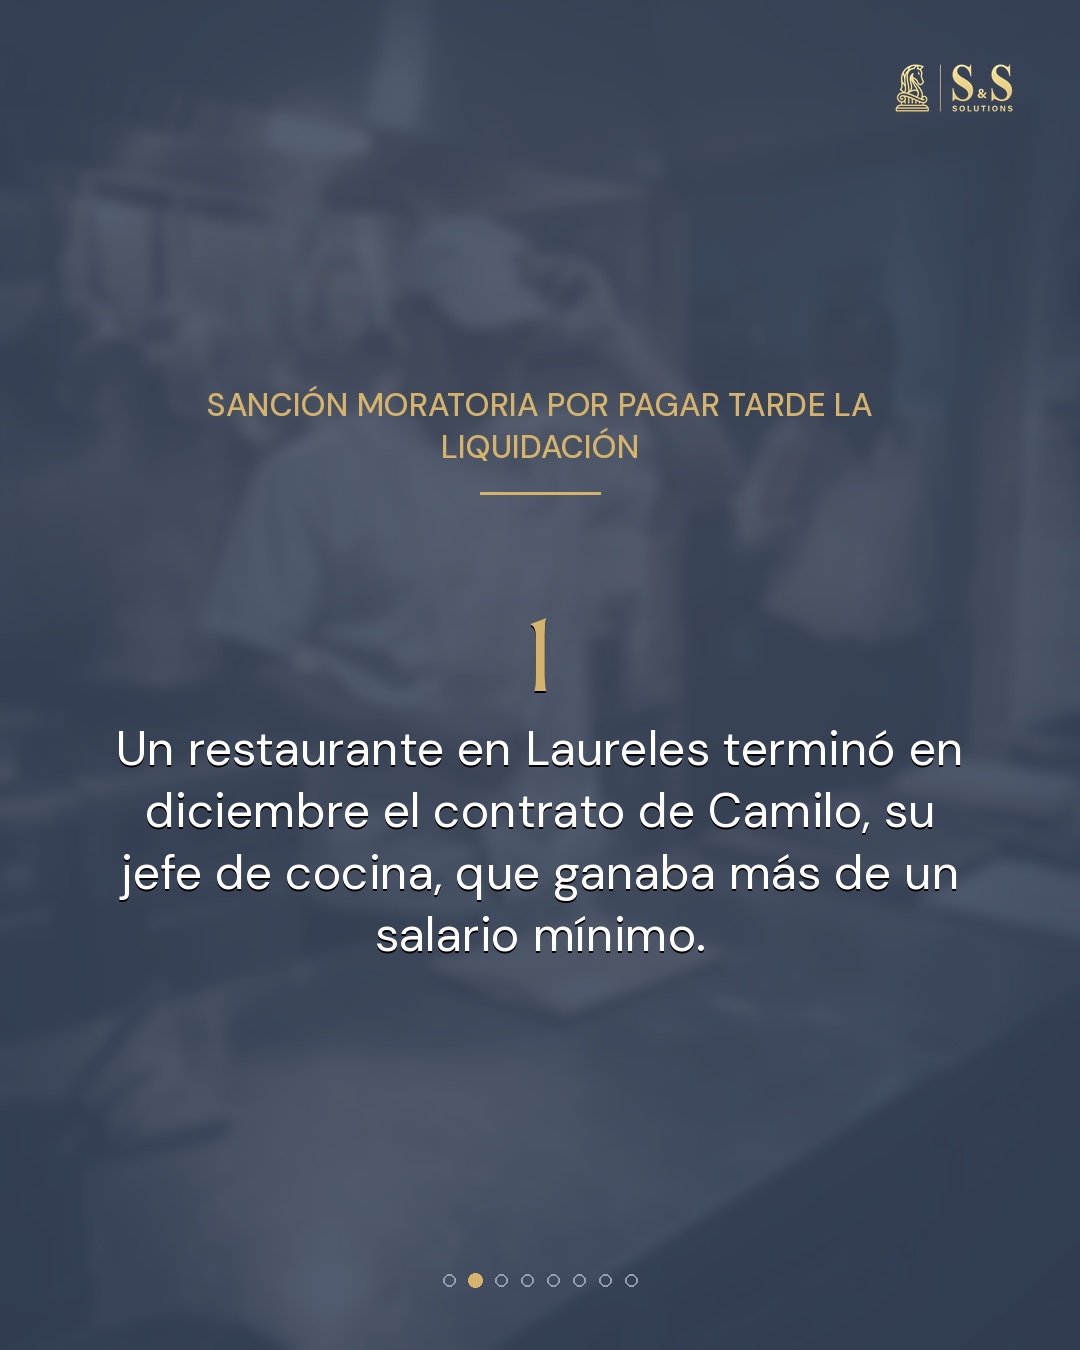 S&S
SOLUTIONS
SANCIÓN MORATORIA POR PAGAR TARDE LA
LIQUIDACIÓN
1
Un restaurante en Laureles terminó en
diciembre el contrato de Camilo, su
jefe de cocina, que ganaba más de un
salario mínimo.